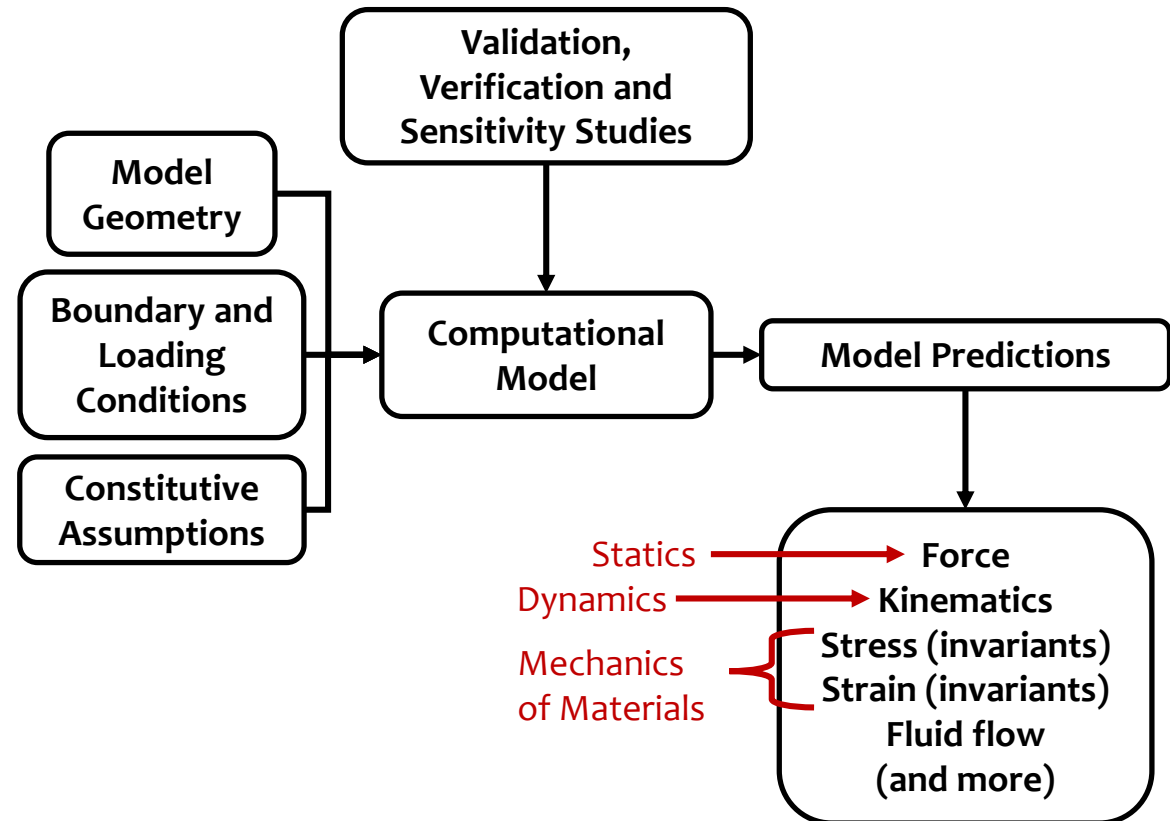 Validation,
Verification and
Sensitivity Studies
Model
Geometry
Boundary and
Loading
Conditions
Constitutive
Assumptions
Computational
Model
Model Predictions
Statics
Dynamics
Mechanics
of Materials
Force
Kinematics
Stress (invariants)
Strain (invariants)
Fluid flow
(and more)